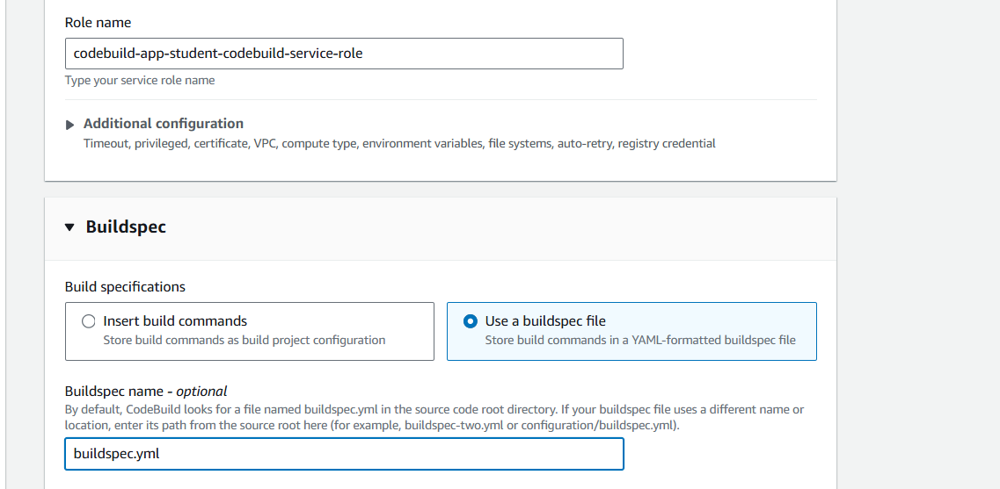 Role name
codebuild-app-student-codebuild-service-role
Type your service role name
Additional configuration
Timeout, privileged, certificate, VPC, compute type, environment variables, file systems, auto-retry, registry credential
Buildspec
Build specifications
Insert build commands
Store build commands as build project configuration
Use a buildspec file
Store build commands in a YAML-formatted buildspec file
Buildspec name - optional
By default, CodeBuild looks for a file named buildspec.yml in the source code root directory. If your buildspec file uses a different name or
location, enter its path from the source root here (for example, buildspec-two.yml or configuration/buildspec.yml).
buildspec.yml